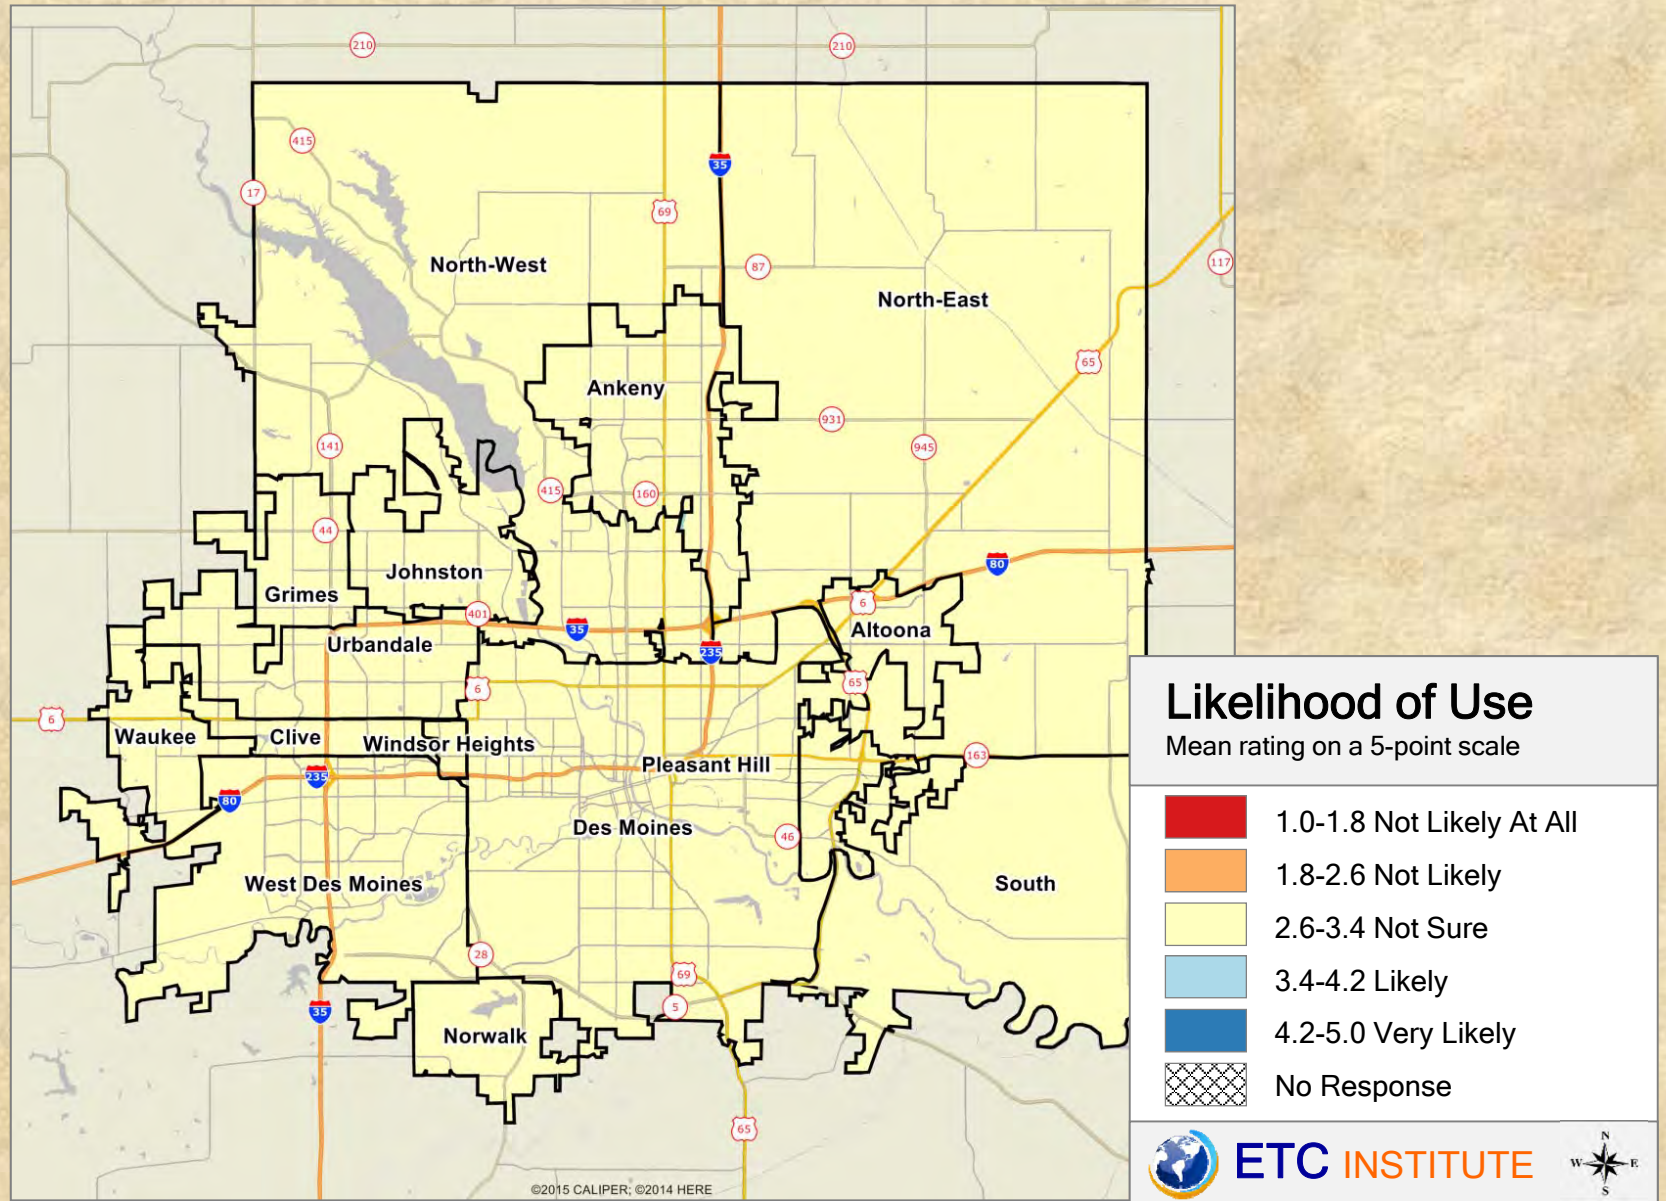 210
210
415
35
17
69
North-West
87
117
North-East
65
Ankeny
931
141
945
415
160
44
80
Johnston
Grimes
6
401
35
Altoona
Urbandale
235
65
6
6
Waukee
Clive
Windsor Heights
163
Pleasant Hill
235
80
Des Moines
46
West Des Moines
South
28
69
5
35
Norwalk
65
©2015 CALIPER; ©2014 HERE
Likelihood of Use
Mean rating on a 5-point scale
1.0-1.8 Not Likely At All
1.8-2.6 Not Likely
2.6-3.4 Not Sure
3.4-4.2 Likely
4.2-5.0 Very Likely
No Response
ETC INSTITUTE
N
W E
S